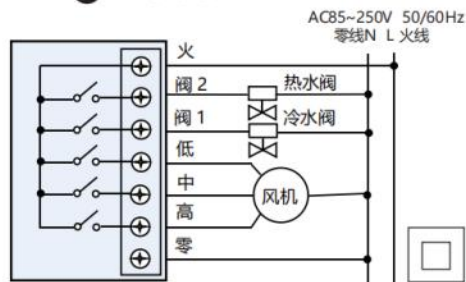 AC85~250V 50/60Hz
零线N L 火线
火
阀 2
热水阀
阀 1
冷水阀
低
中
风机
高
零